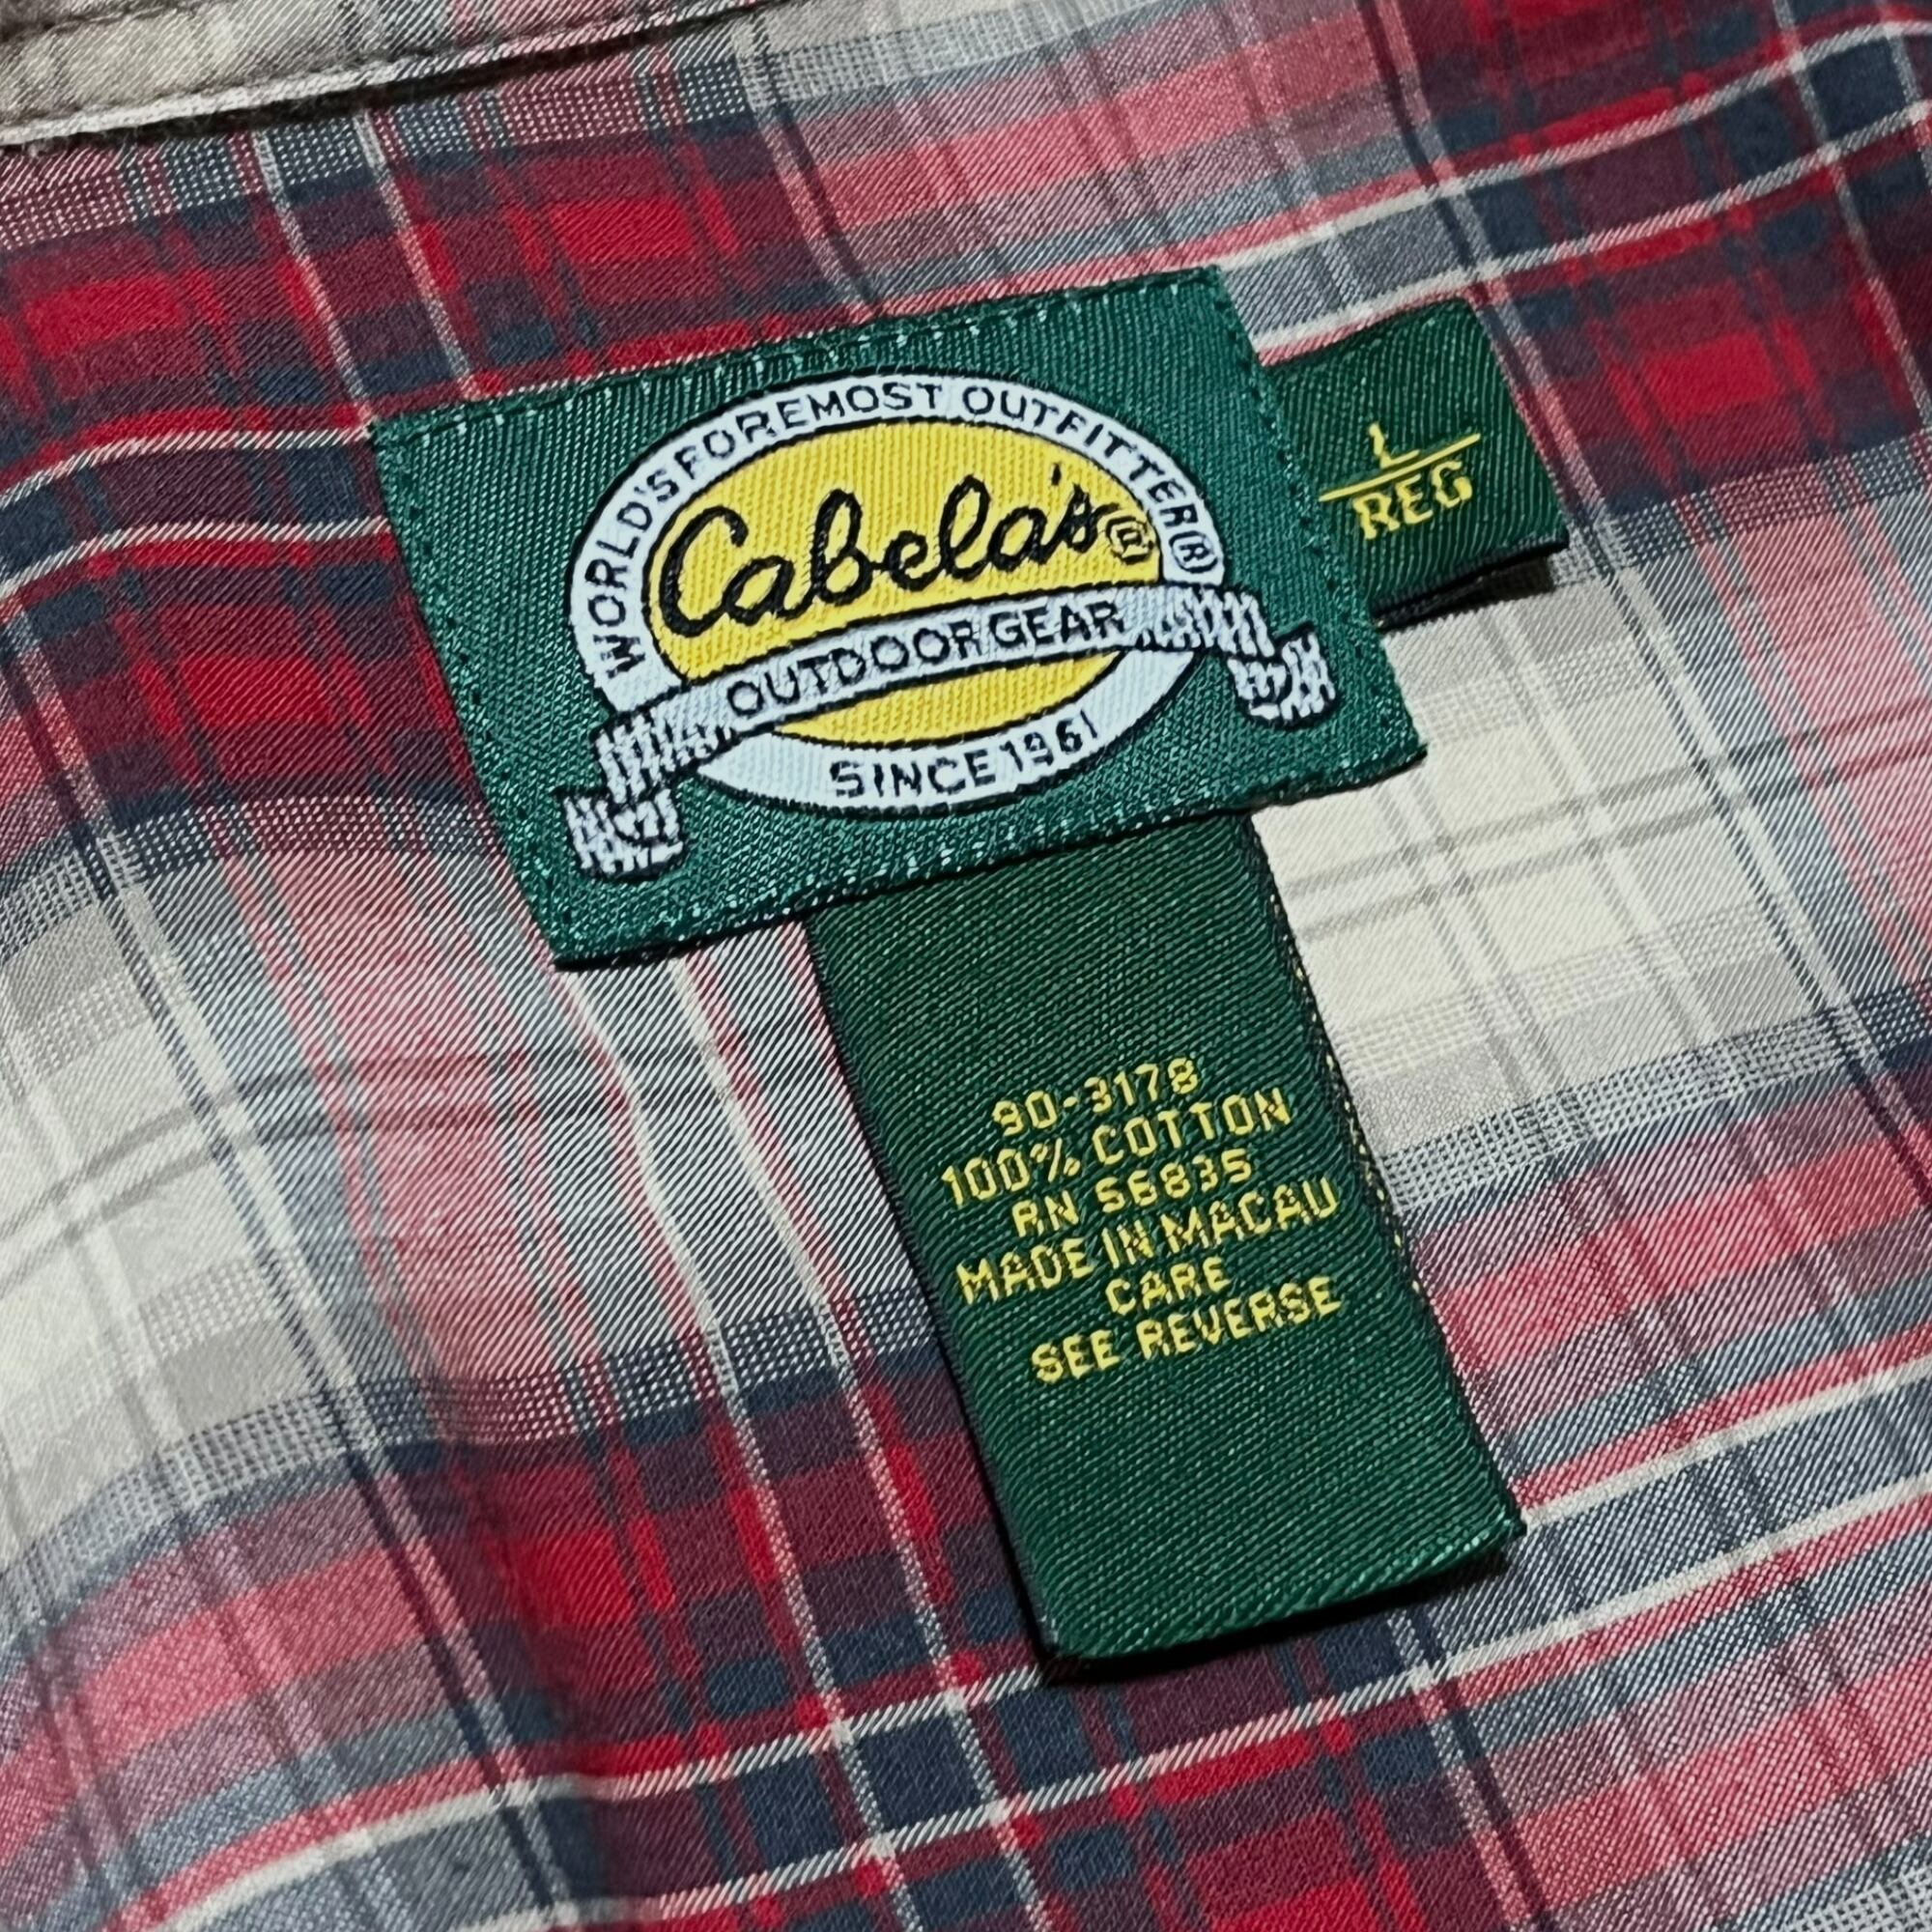 WORLD'S FOREMOST OUTFITTER®
Cabela's®
OUTDOOR GEAR
SINCE 1961
L
REG
90-3178
100% COTTON
RN 56835
MADE IN MACAU
CARE
SEE REVERSE